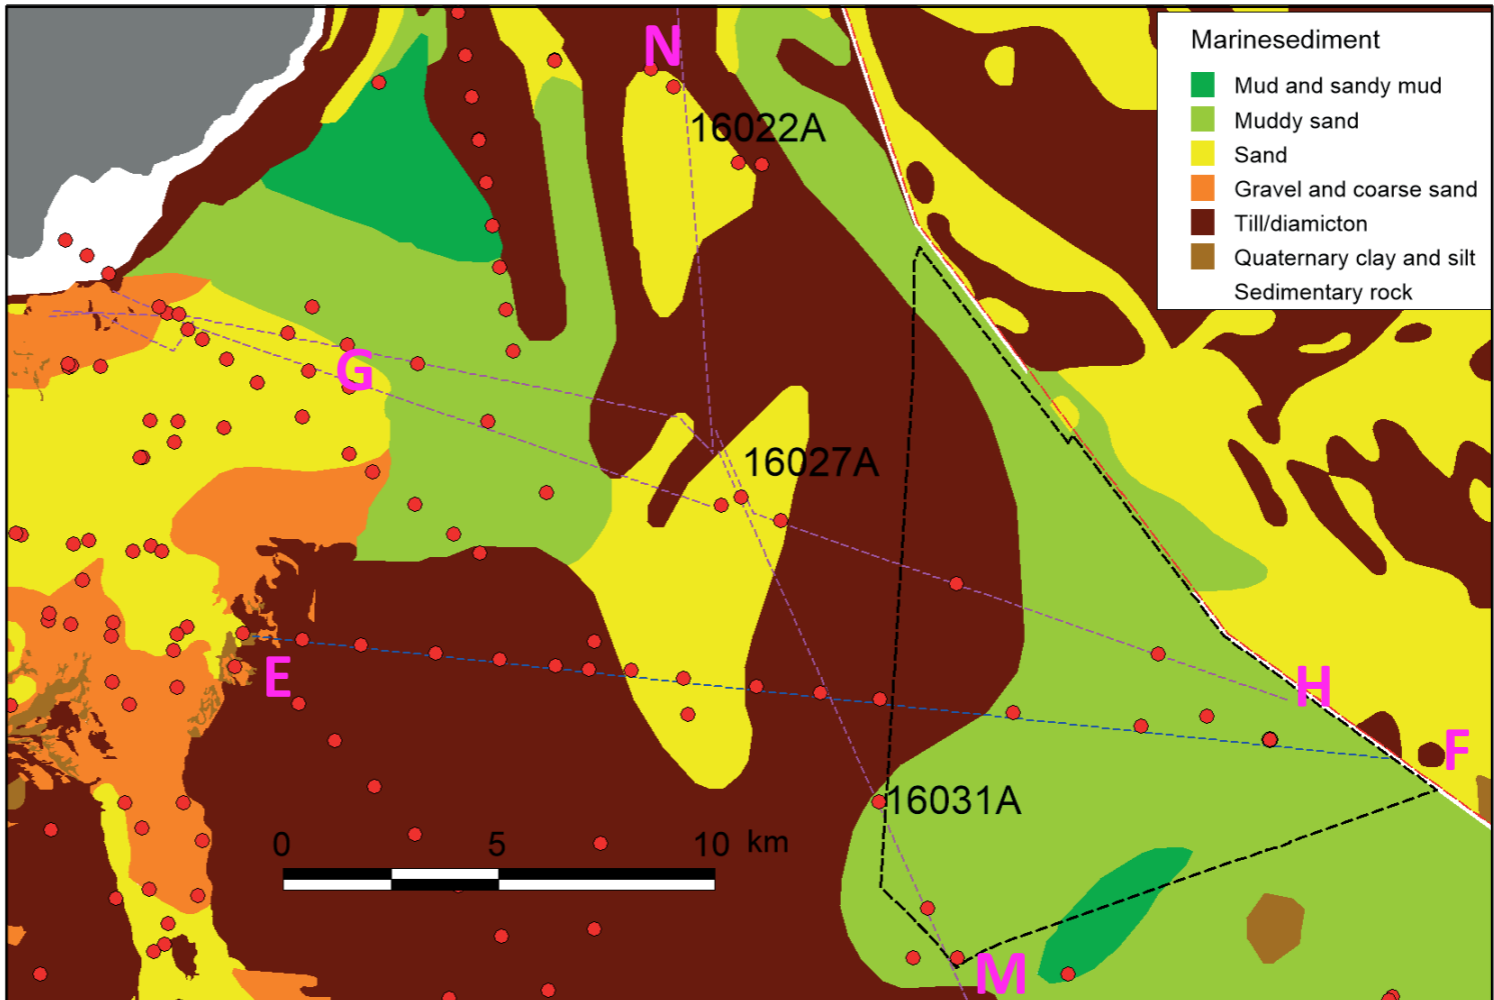 N
Marinesediment
Mud and sandy mud
Muddy sand
Sand
Gravel and coarse sand
Till/diamicton
Quaternary clay and silt
Sedimentary rock
16022A
G
16027A
E
H
F
16031A
0 5 10 km
M